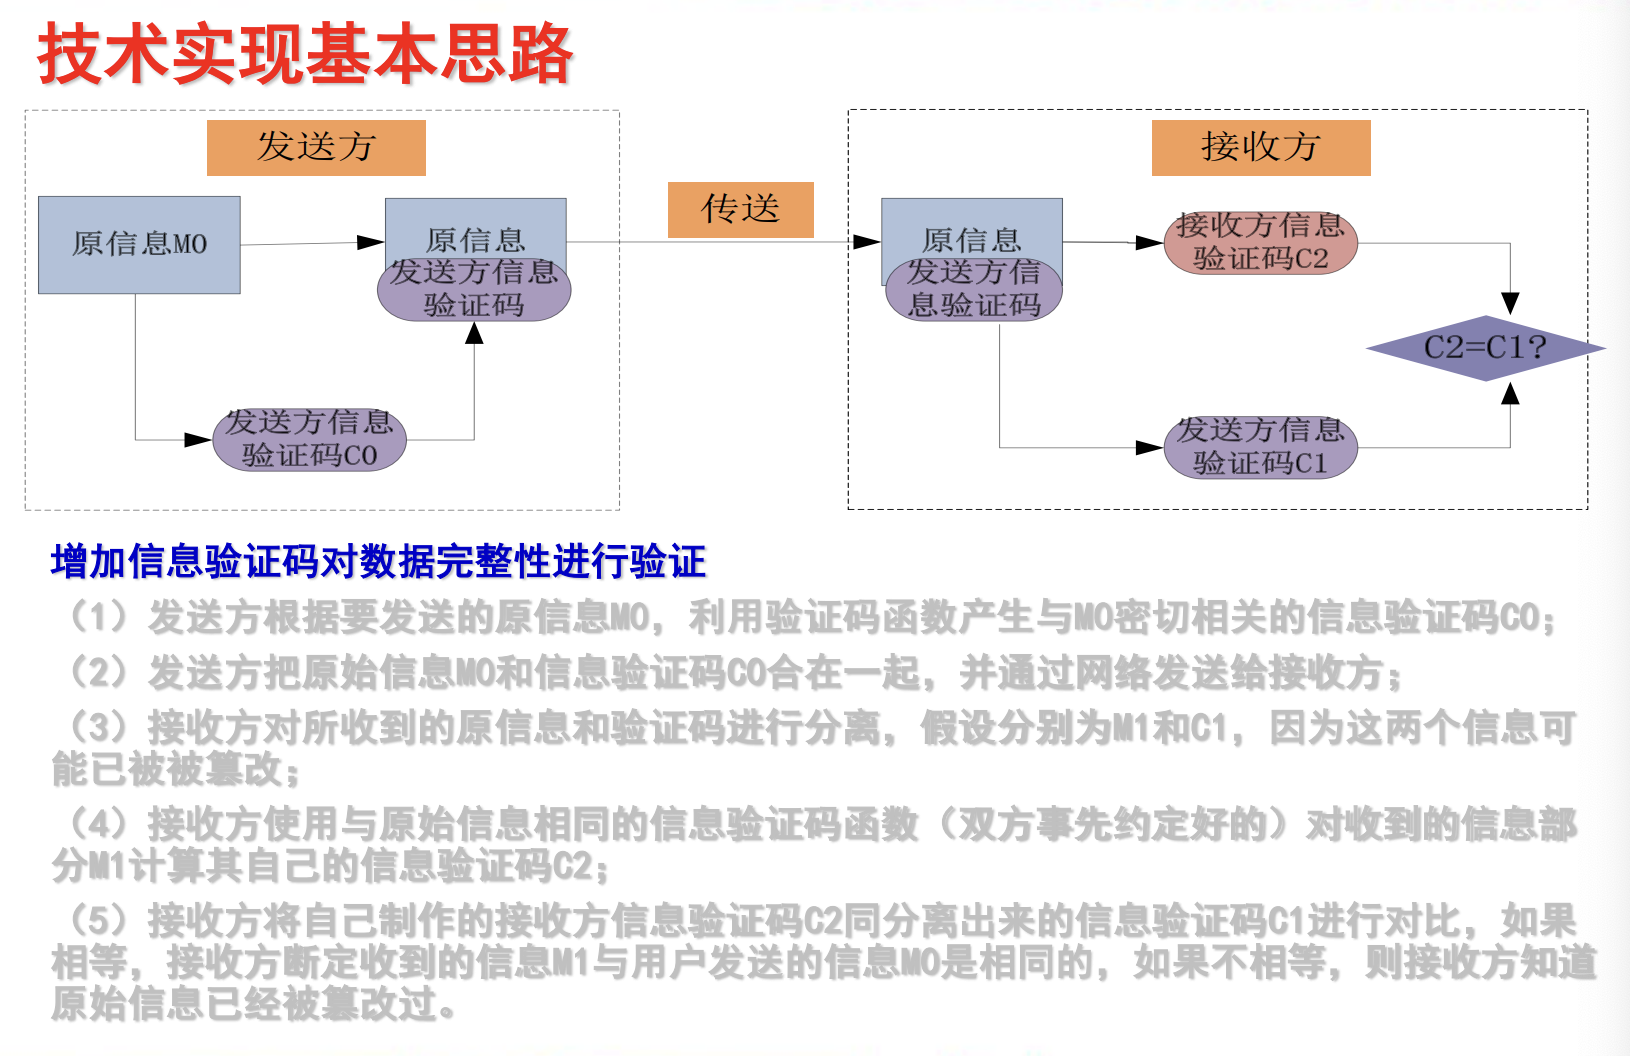 技术实现基本思路
发送方
接收方
传送
原信息M0
原信息
发送方信息
验证码
发送方信息
验证码C0
原信息
发送方信
息验证码
接收方信息
验证码C2
C2=C1?
发送方信息
验证码C1
增加信息验证码对数据完整性进行验证
（1）发送方根据要发送的原信息M0，利用验证码函数产生与M0密切相关的信息验证码C0；
（2）发送方把原始信息M0和信息验证码C0合在一起，并通过网络发送给接收方；
（3）接收方对所收到的原信息和验证码进行分离，假设分别为M1和C1，因为这两个信息可
能已被被篡改；
（4）接收方使用与原始信息相同的信息验证码函数（双方事先约定好的）对收到的信息部
分M1计算其自己的信息验证码C2；
（5）接收方将自己制作的接收方信息验证码C2同分离出来的信息验证码C1进行对比，如果
相等，接收方断定收到的信息M1与用户发送的信息M0是相同的，如果不相等，则接收方知道
原始信息已经被篡改过。